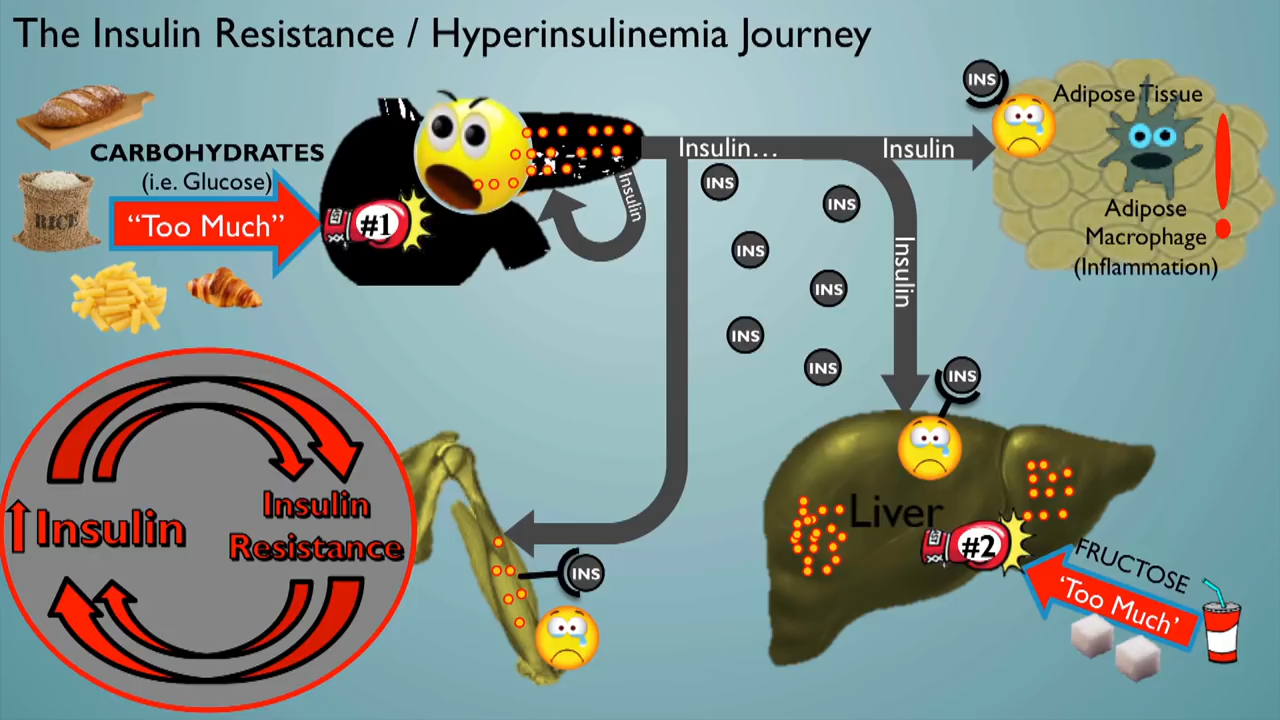 The Insulin Resistance / Hyperinsulinemia Journey
CARBOHYDRATES
(i.e. Glucose)
“Too Much”
RICE
#1
Insulin
Insulin…
Insulin
INS
Adipose Tissue
Adipose
Macrophage
(Inflammation)
!
INS
INS
INS
INS
INS
INS
Insulin
INS
Liver
#2
FRUCTOSE
‘Too Much’
INS
Insulin
Insulin
Resistance